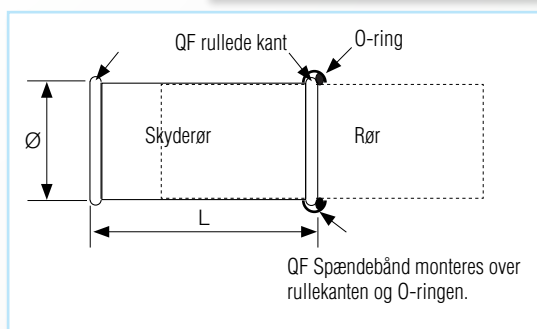 QF rullede kant
O-ring
Ø
Skyderør
Rør
L
QF Spændebånd monteres over
rullekanten og O-ringen.